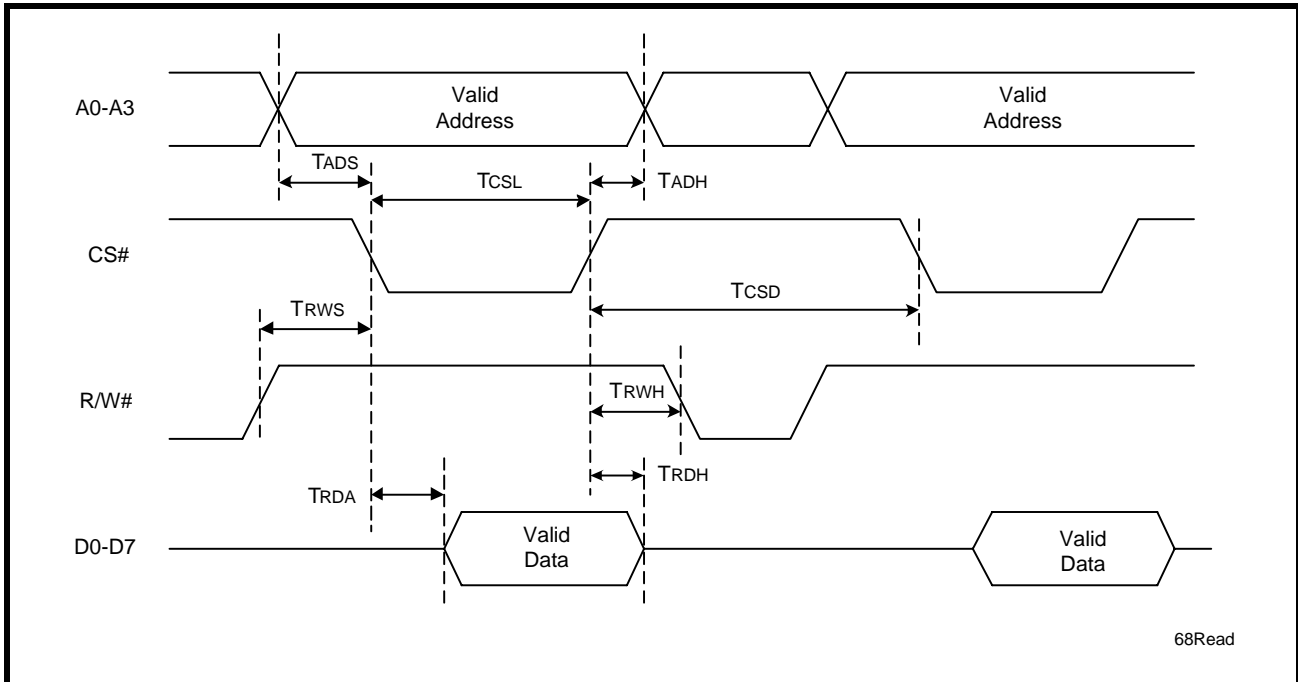 A0-A3
Valid
Address
Valid
Address
TADS
TCSL
TADH
CS#
TCSD
TRWS
R/W#
TRWH
TRDA
TRDH
D0-D7
Valid
Data
Valid
Data
68Read